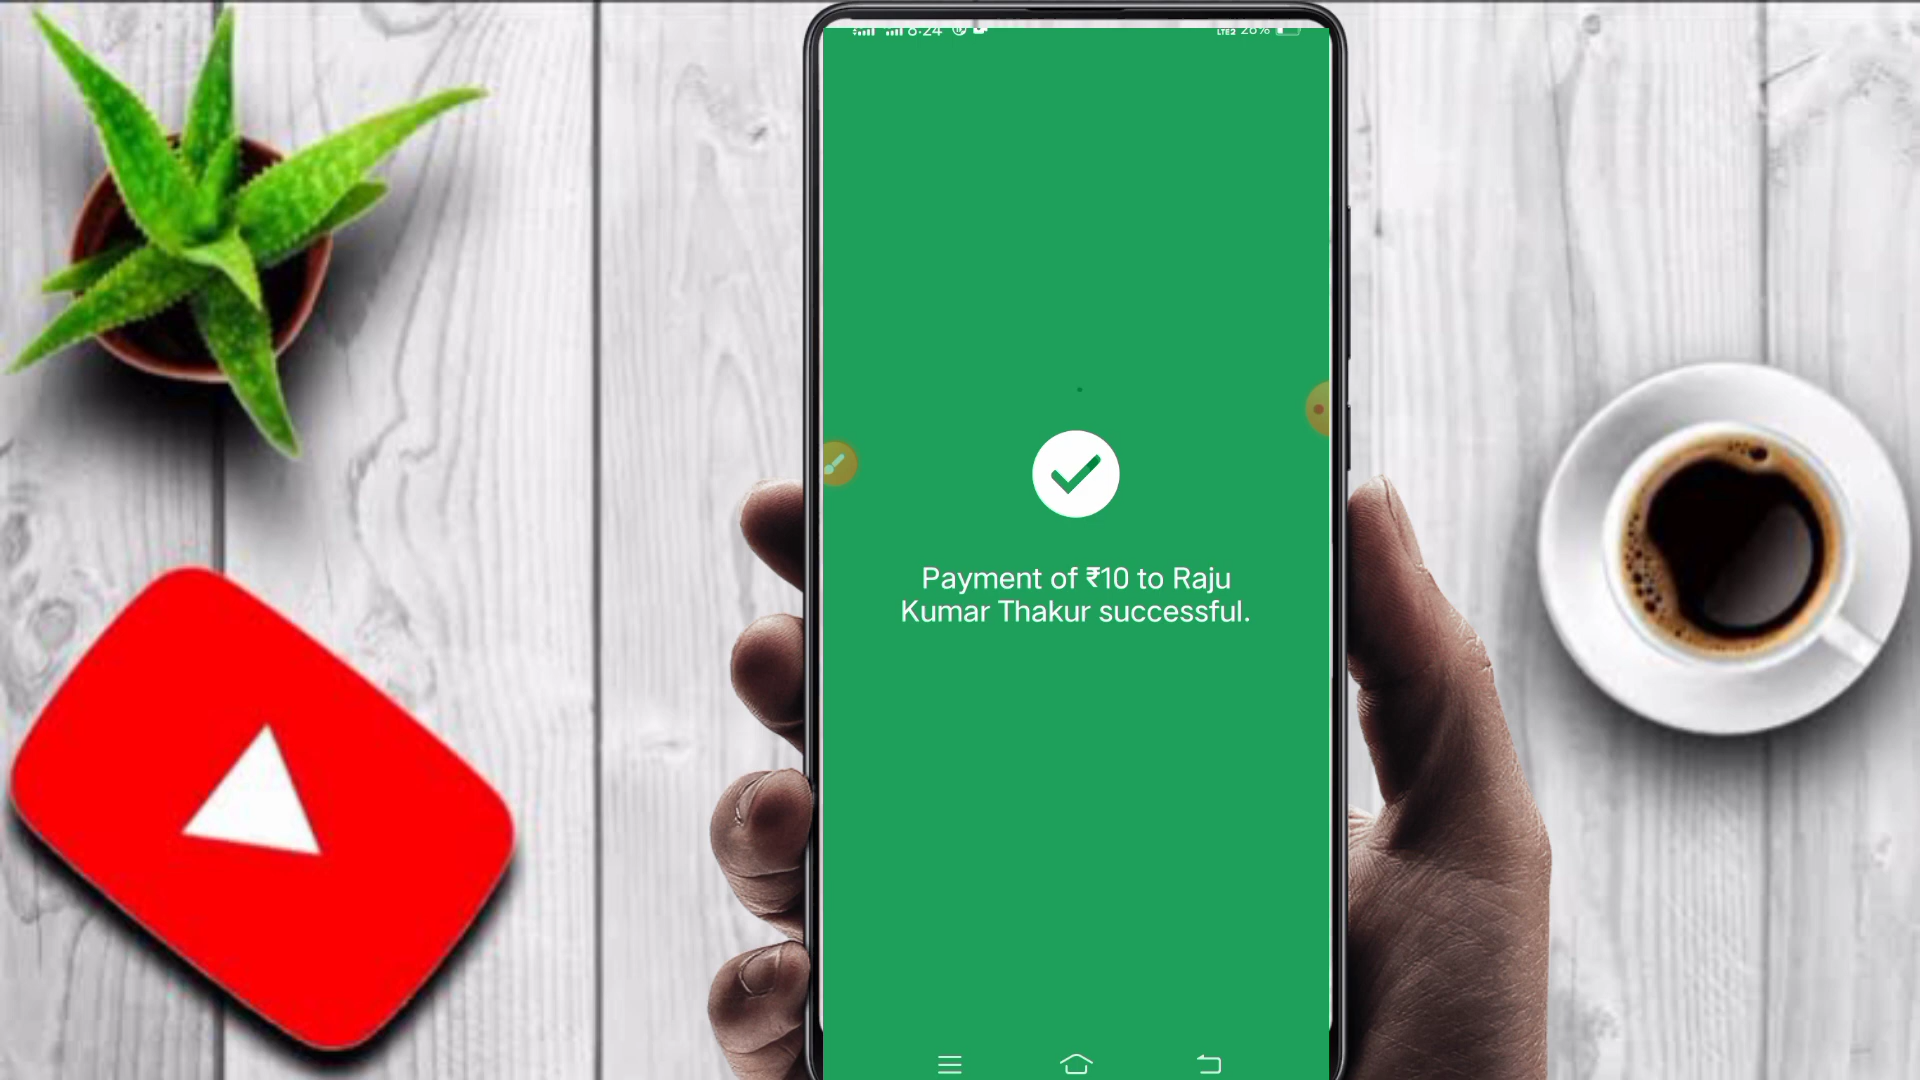 Payment of ₹10 to Raju
Kumar Thakur successful.